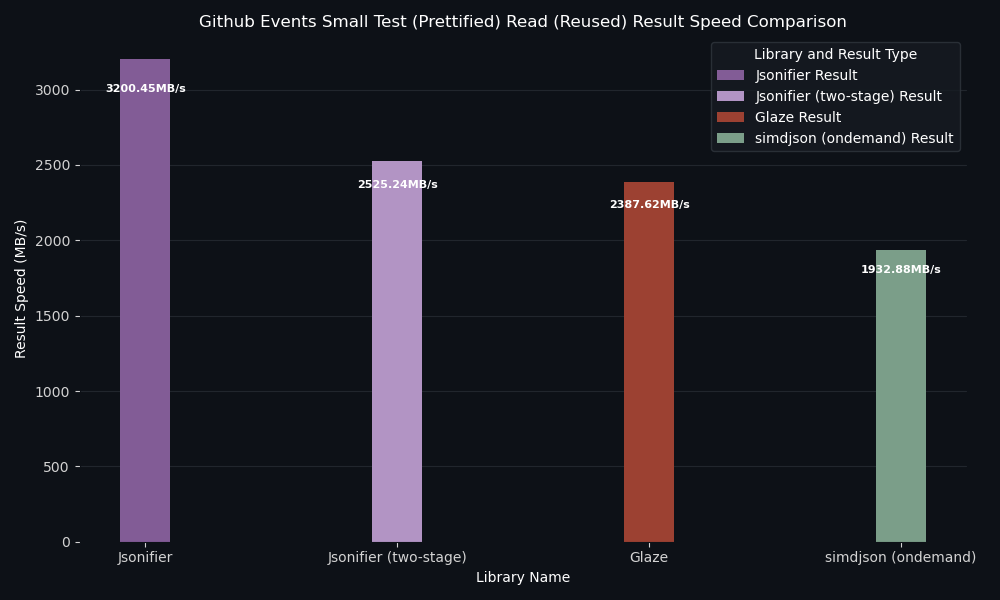 Github Events Small Test (Prettified) Read (Reused) Result Speed Comparison
Library and Result Type
Jsonifier Result
Jsonifier (two-stage) Result
Glaze Result
simdjson (ondemand) Result
3200.45MB/s
2525.24MB/s
2387.62MB/s
1932.88MB/s
Result Speed (MB/s)
3000
2500
2000
1500
1000
500
0
Jsonifier
Jsonifier (two-stage)
Glaze
simdjson (ondemand)
Library Name